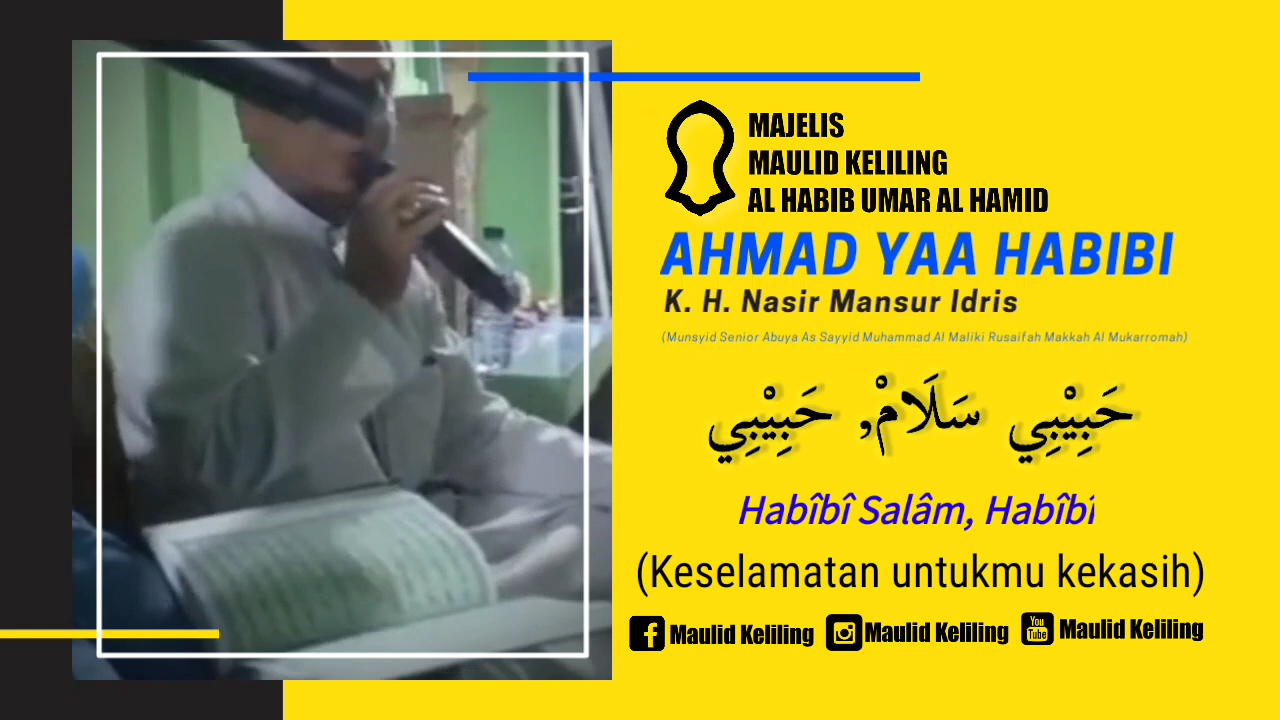 MAJELIS
MAULID KELILING
AL HABIB UMAR AL HAMID
AHMAD YAA HABIBI
K. H. Nasir Mansur Idris
(Munsyid Senior Abuya As Sayyid Muhammad Al Maliki Rusaifah Makkah Al Mukarromah)
حَبِيْبِي سَلَامْ, حَبِيْبِي
Habîbî Salâm, Habîbî
(Keselamatan untukmu kekasih)
Maulid Keliling Maulid Keliling You Tube Maulid Keliling